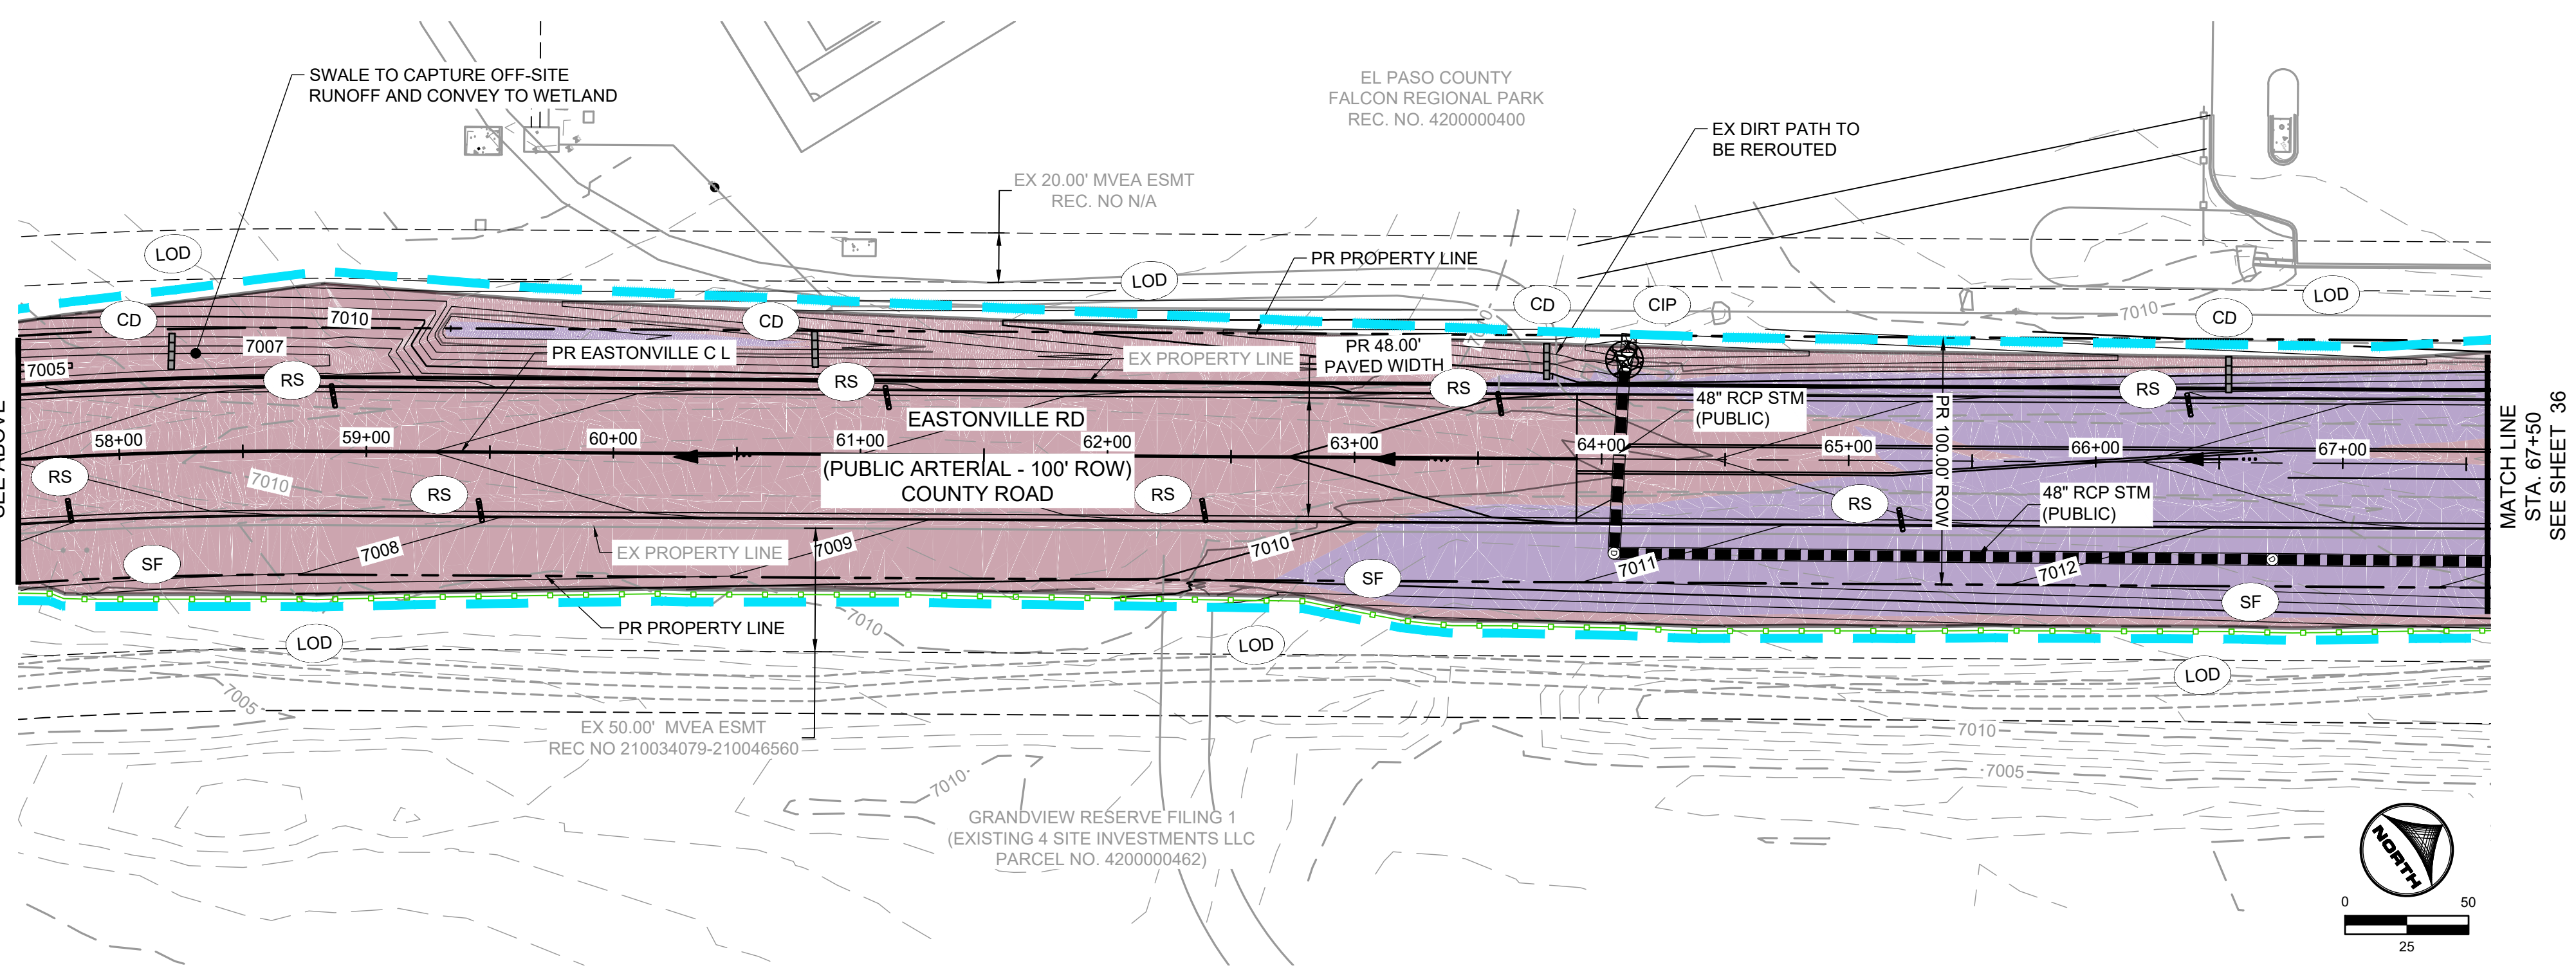 SWALE TO CAPTURE OFF-SITE
RUNOFF AND CONVEY TO WETLAND
EL PASO COUNTY
FALCON REGIONAL PARK
REC. NO. 4200000400
EX DIRT PATH TO
BE REROUTED
EX 20.00' MVEA ESMT
REC. NO N/A
LOD
PR PROPERTY LINE
LOD
LOD
CD
7010
CD
CD
CIP
7010
CD
7007
7005
PR EASTONVILLE C L
EX PROPERTY LINE
PR 48.00'
PAVED WIDTH
RS
RS
RS
RS
48" RCP STM
(PUBLIC)
PR 100.00' ROW
EASTONVILLE RD
58+00
59+00
60+00
61+00
62+00
63+00
64+00
65+00
66+00
67+00
(PUBLIC ARTERIAL - 100' ROW)
COUNTY ROAD
RS
7010
RS
RS
RS
48" RCP STM
(PUBLIC)
MATCH LINE
STA. 67+50
SEE SHEET 36
SF
7008
EX PROPERTY LINE
7009
7010
SF
7011
7012
SF
PR PROPERTY LINE
7010
LOD
LOD
LOD
7005
EX 50.00' MVEA ESMT
REC NO 210034079-210046560
7010
7005
7010
GRANDVIEW RESERVE FILING 1
(EXISTING 4 SITE INVESTMENTS LLC
PARCEL NO. 4200000462)
NORTH
0
50
25